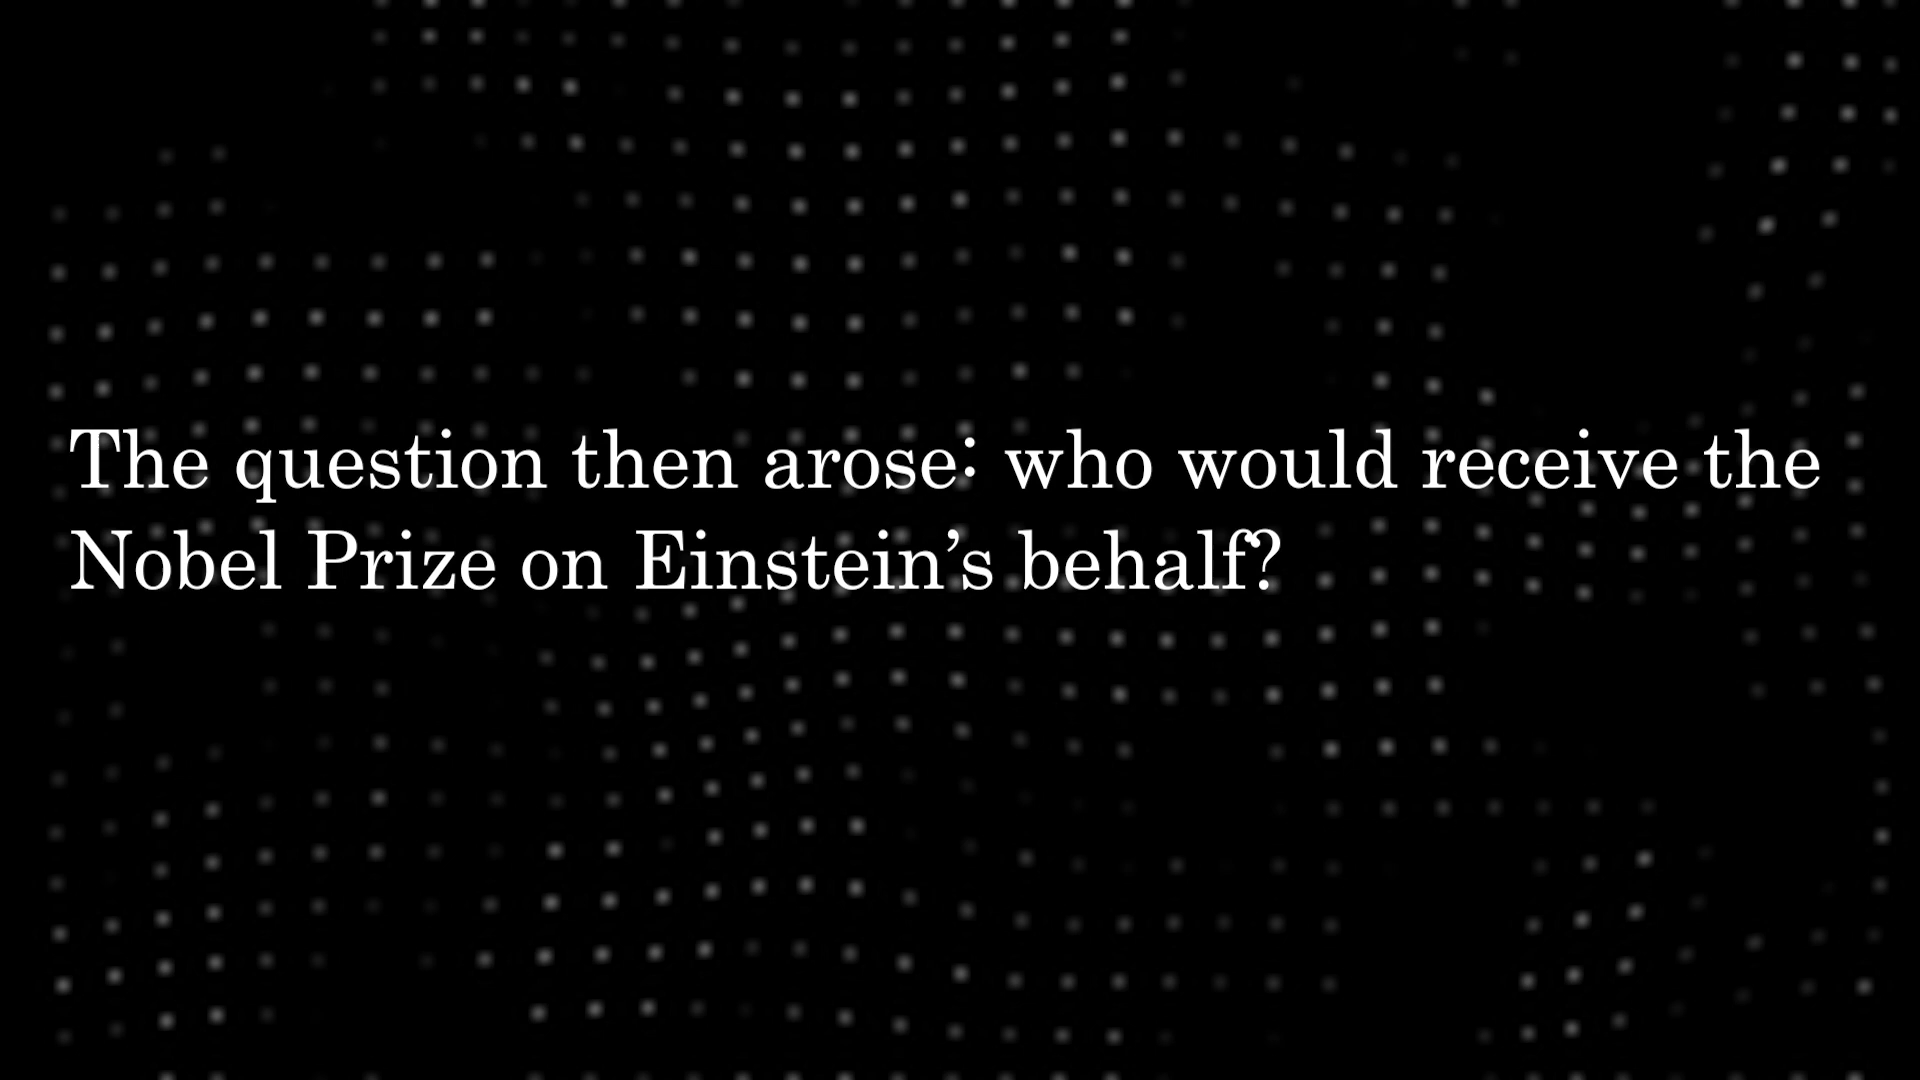 The question then arose: who would receive the
Nobel Prize on Einstein’s behalf?